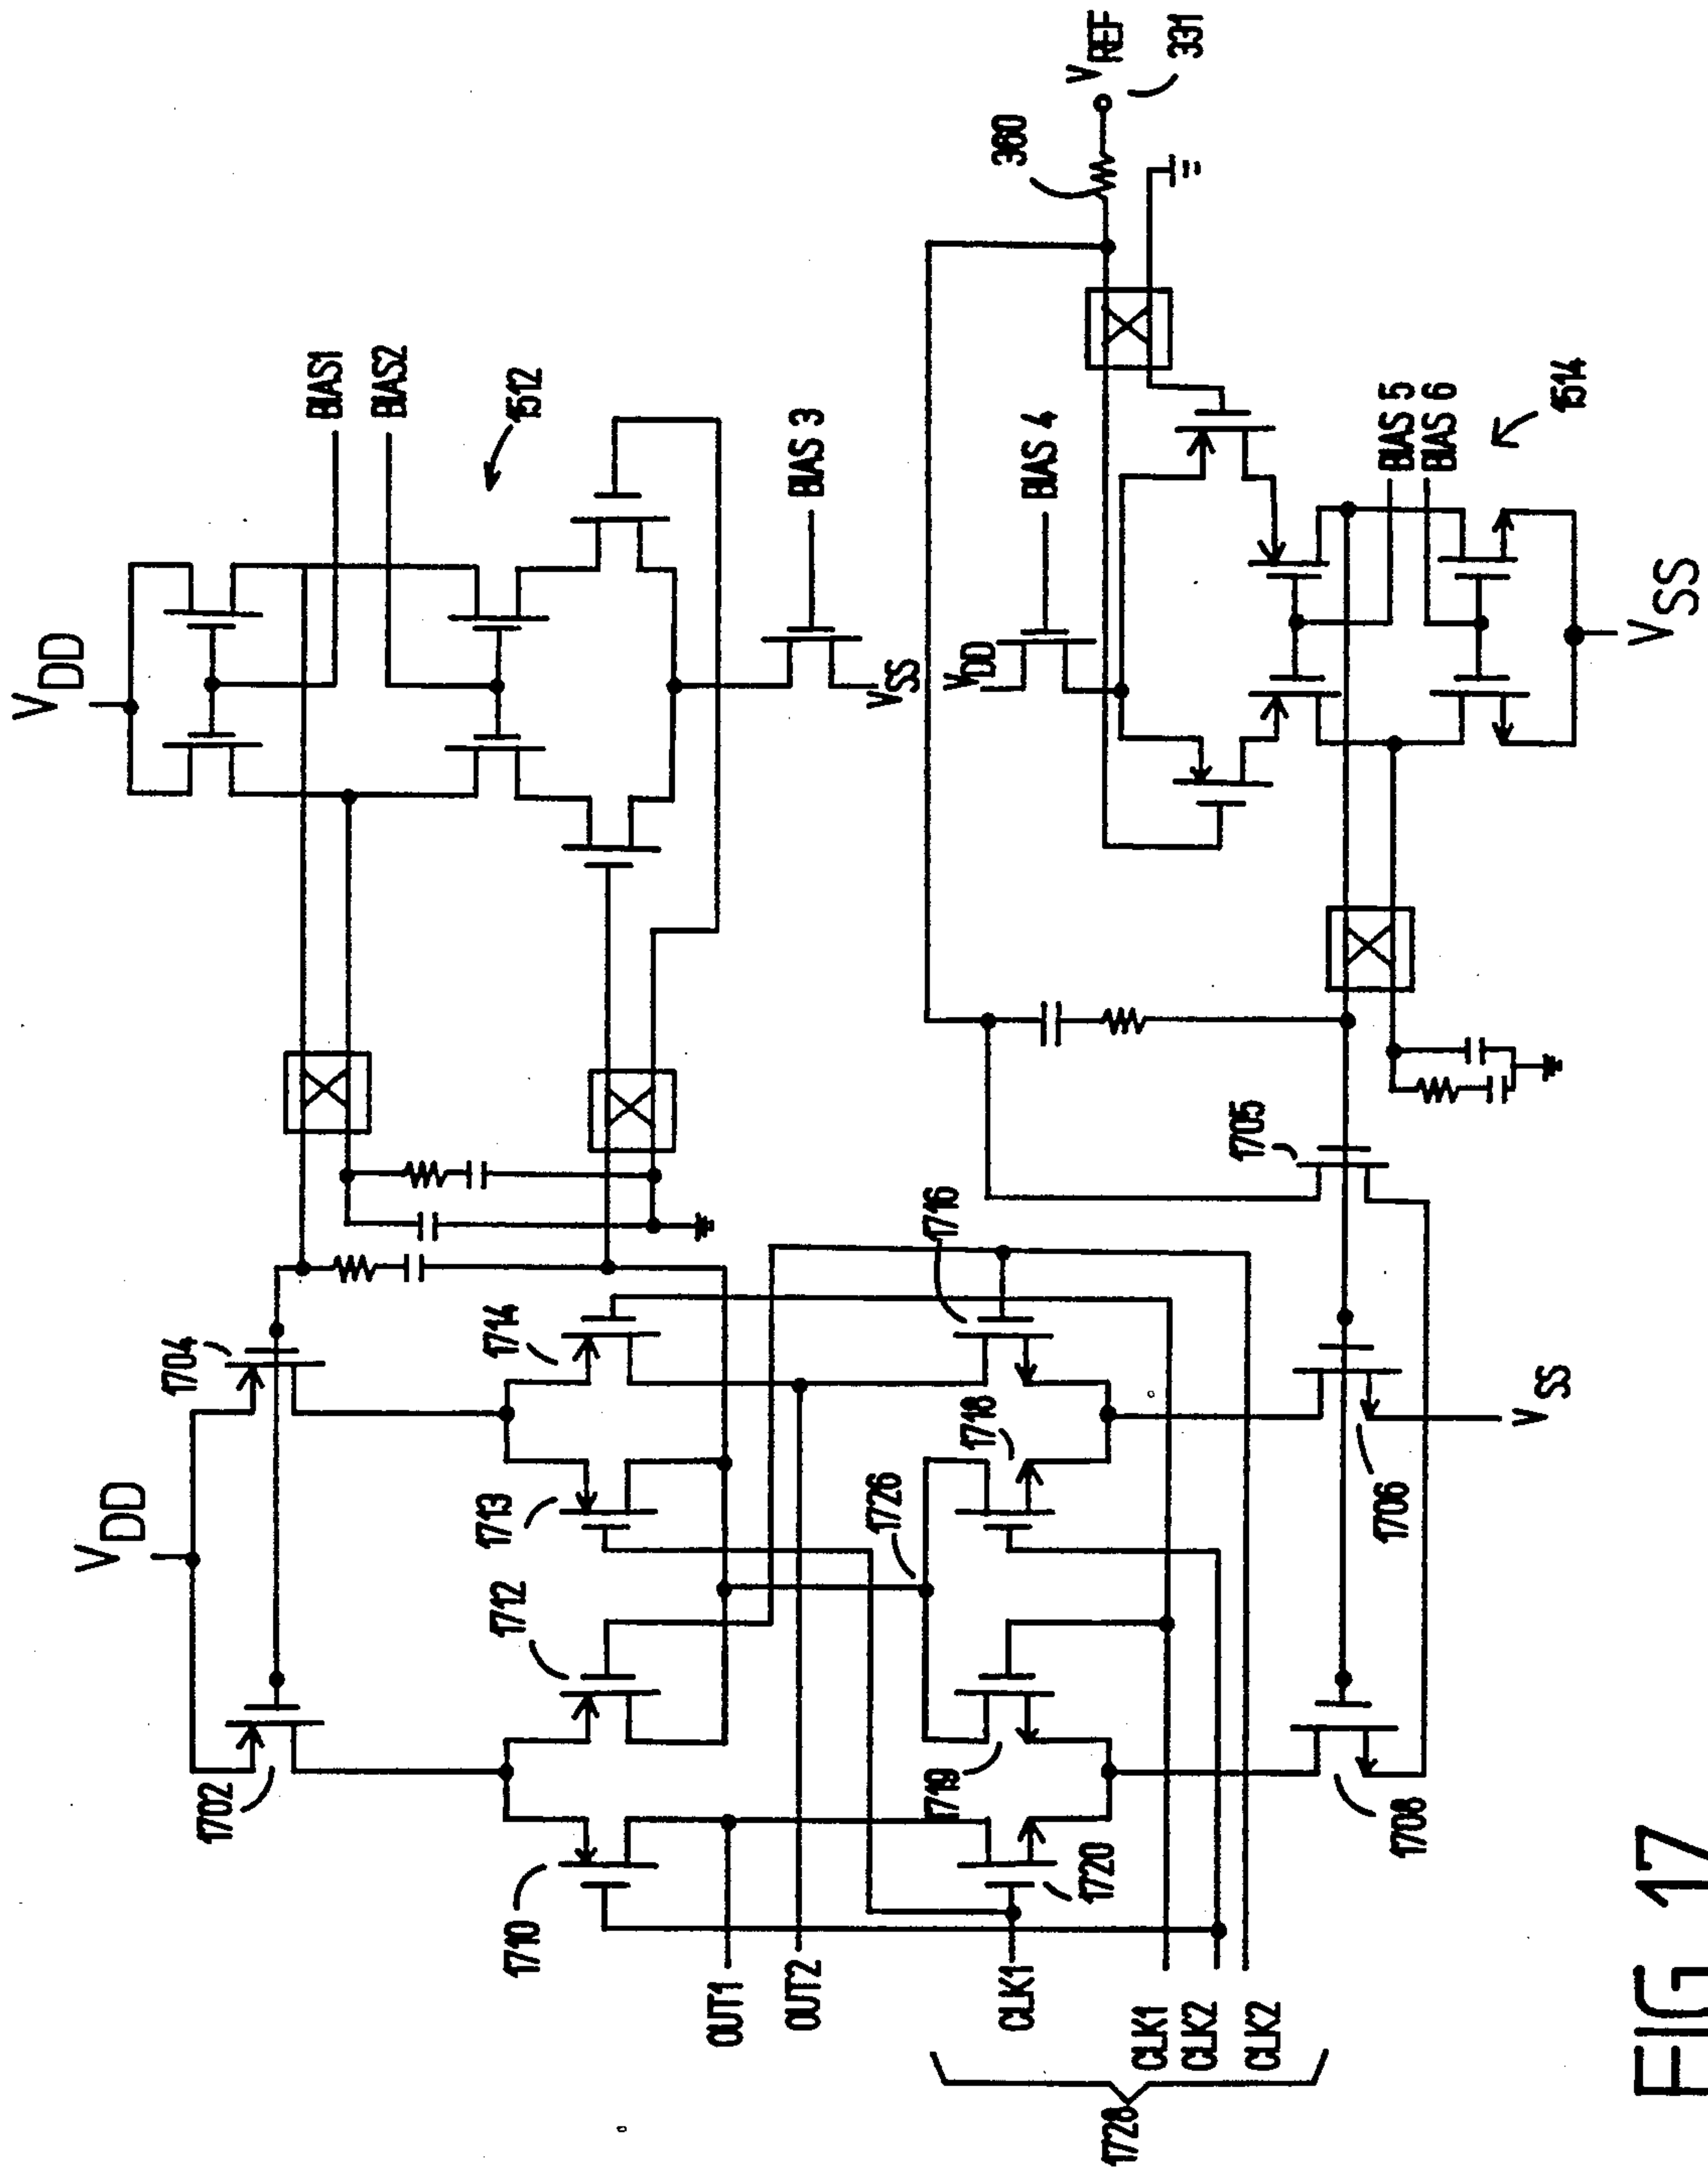 VDD
VDD
1702
1704
BIAS1
BIAS2
1512
1710
1712
1713
1714
OUT1
OUT2
BIAS 3
VSS
VDD
BIAS 4
360
VREF
331
1726
1718
1716
1719
1720
CLK1
CLK1
CLK2
CLK2
1728
1705
1706
1708
VSS
BIAS 5
BIAS 6
1514
VSS
FIG 17